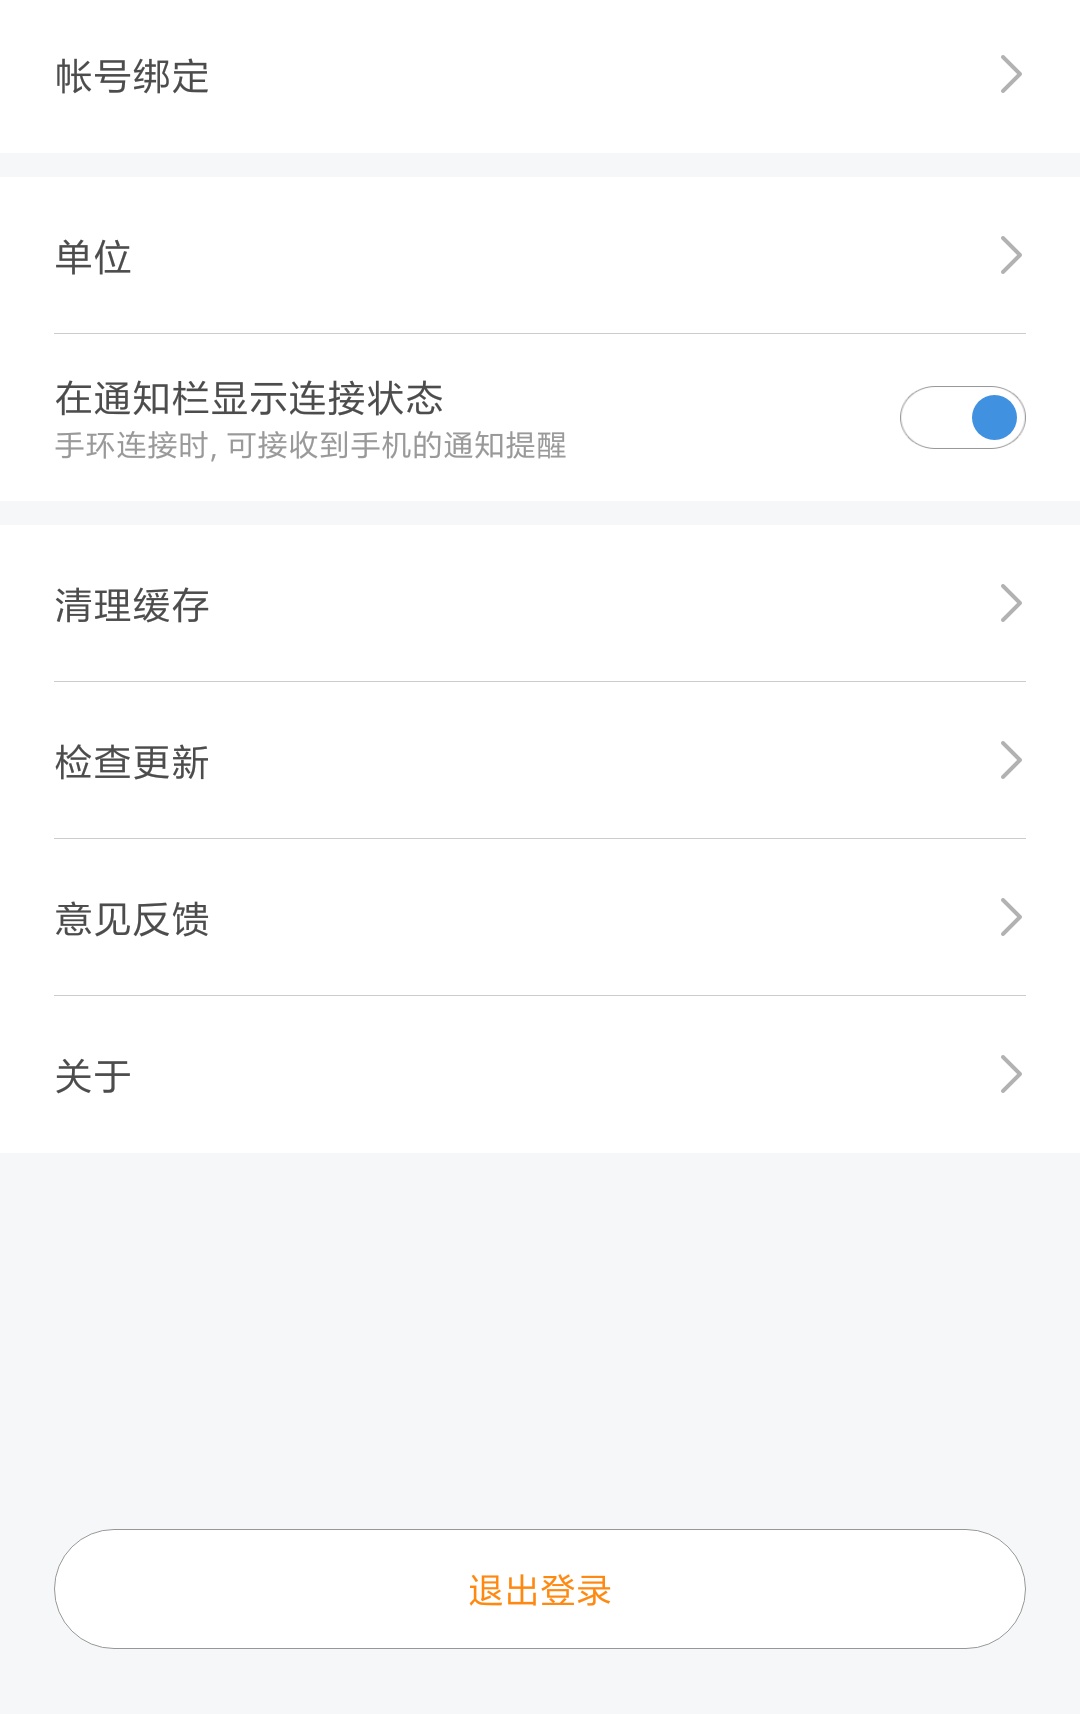 帐号绑定
单位
在通知栏显示连接状态
手环连接时, 可接收到手机的通知提醒
清理缓存
检查更新
意见反馈
关于
退出登录